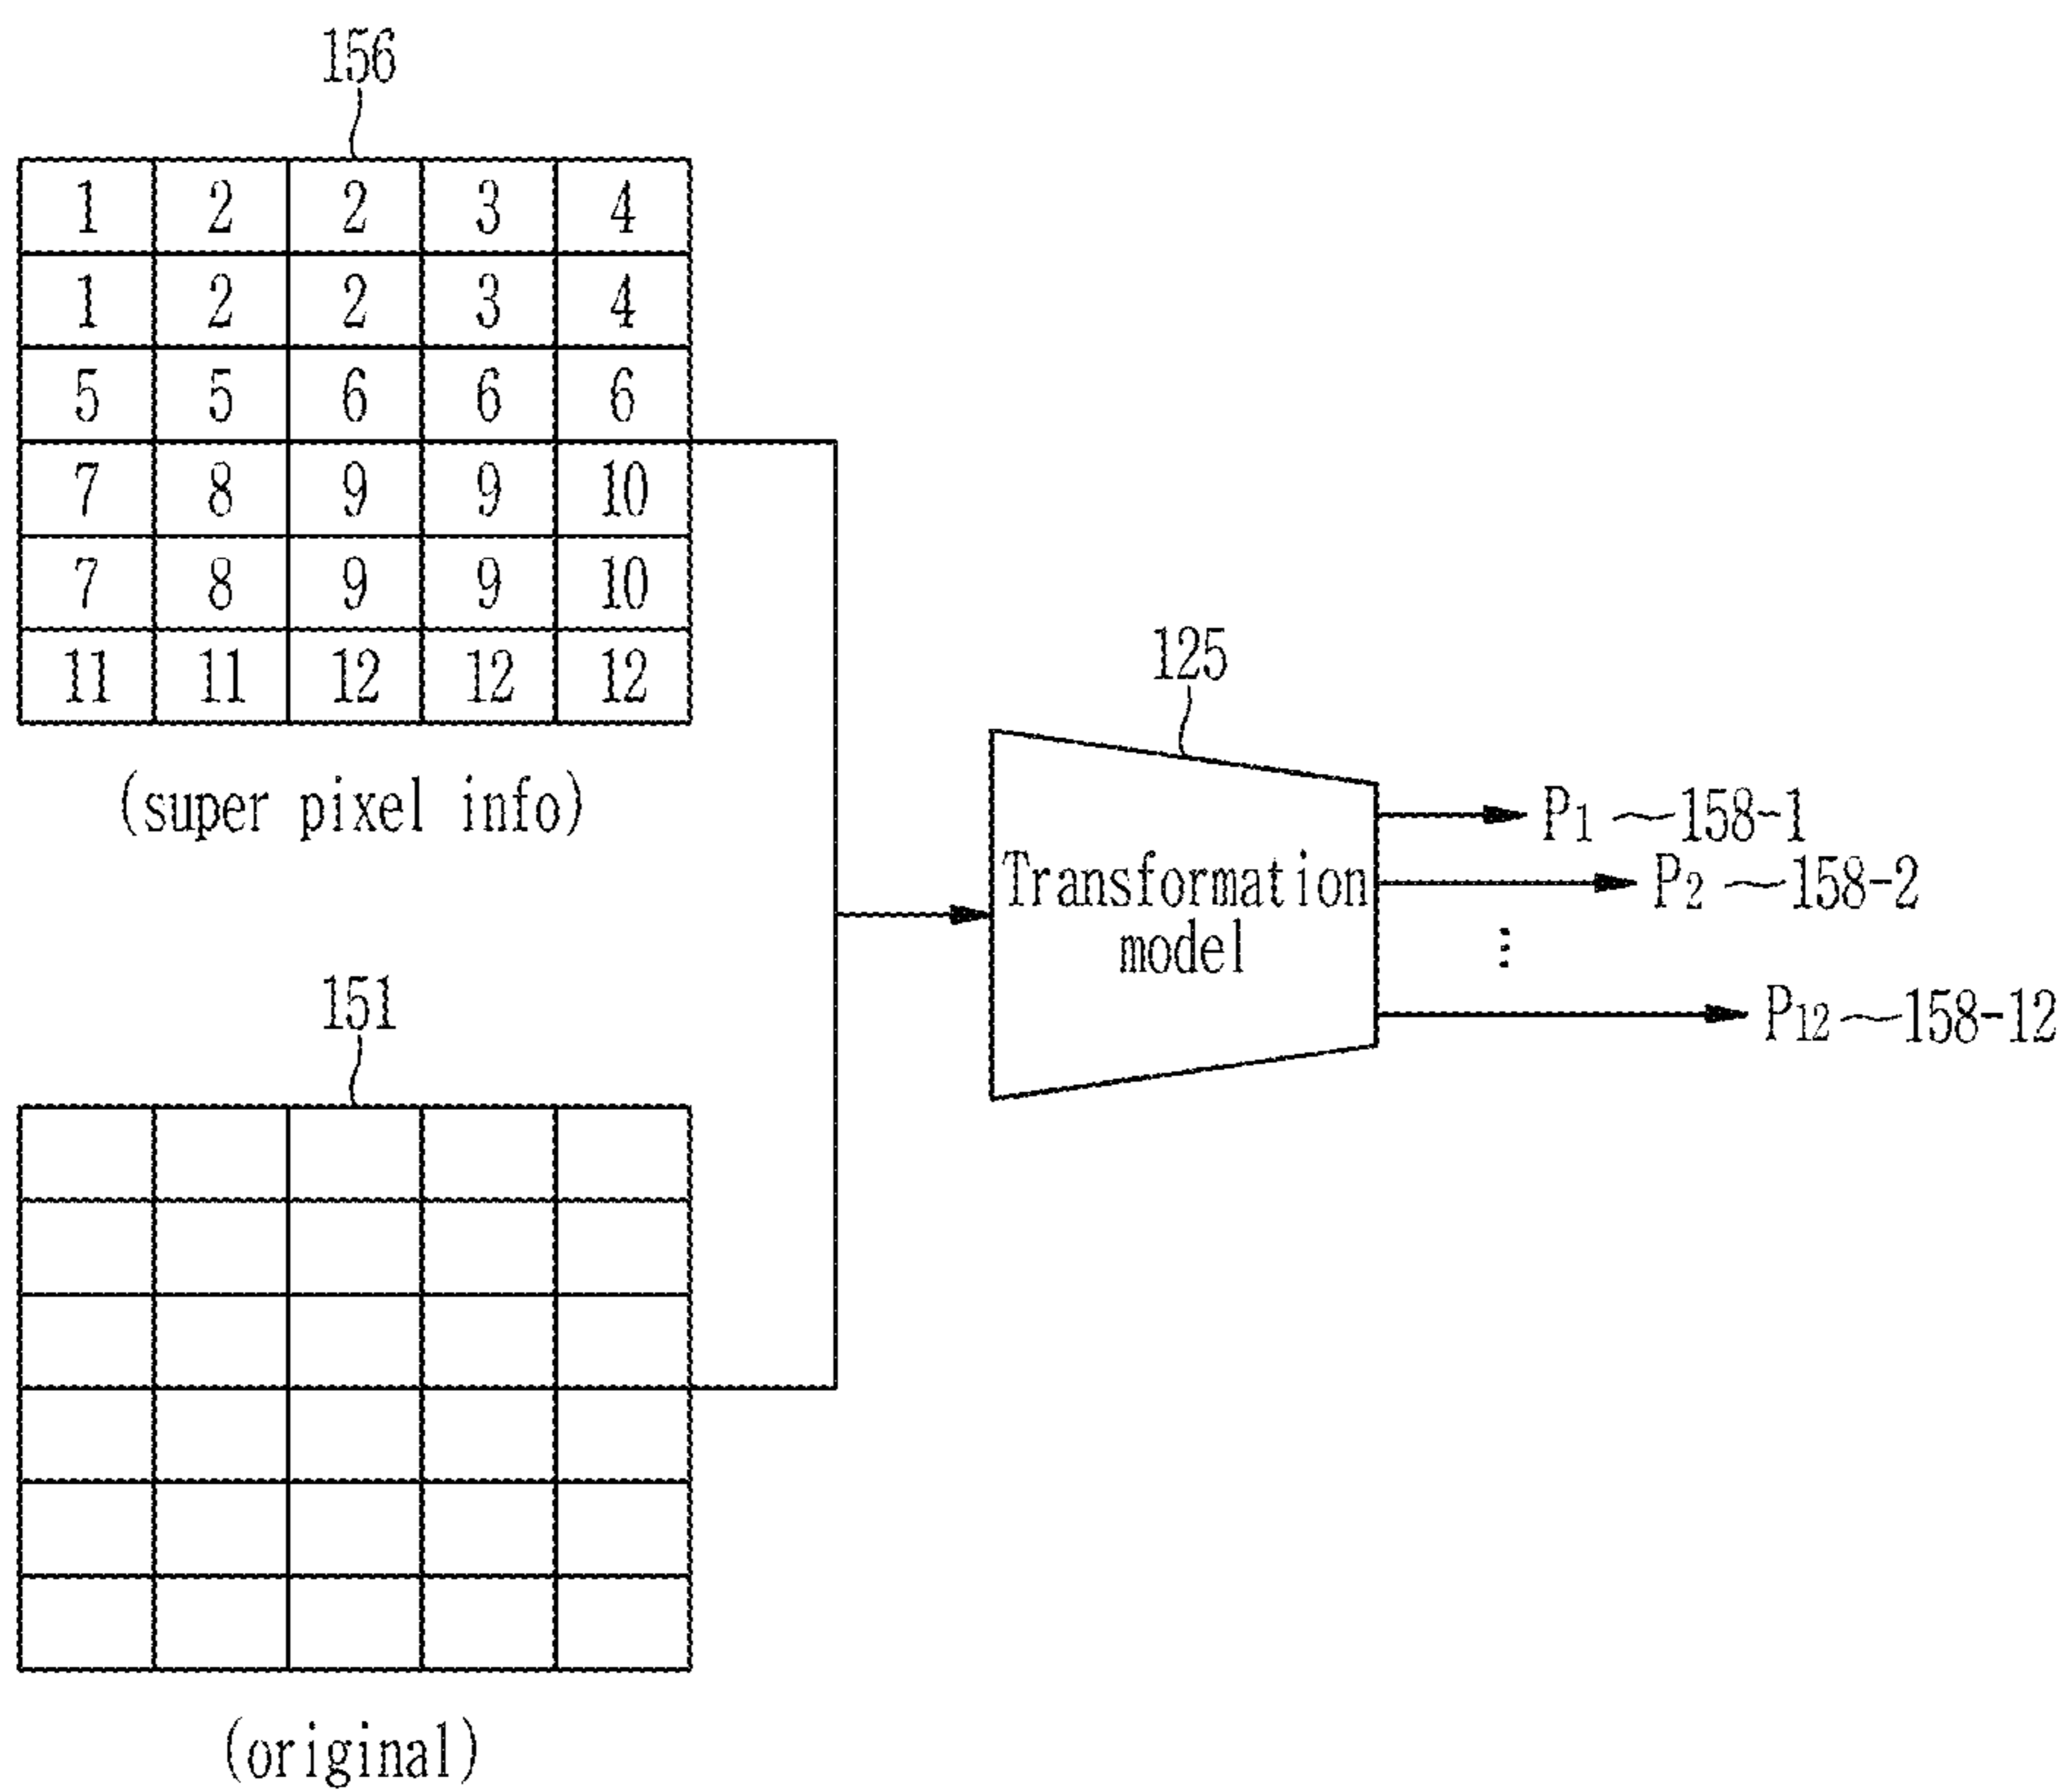 156
1 2 2 3 4
1 2 2 3 4
5 5 6 6 6
7 8 9 9 10
7 8 9 9 10
11 11 12 12 12
(super pixel info)
151
(original)
125
Transformation
model
P1 158-1
P2 158-2
⋮
P12 158-12